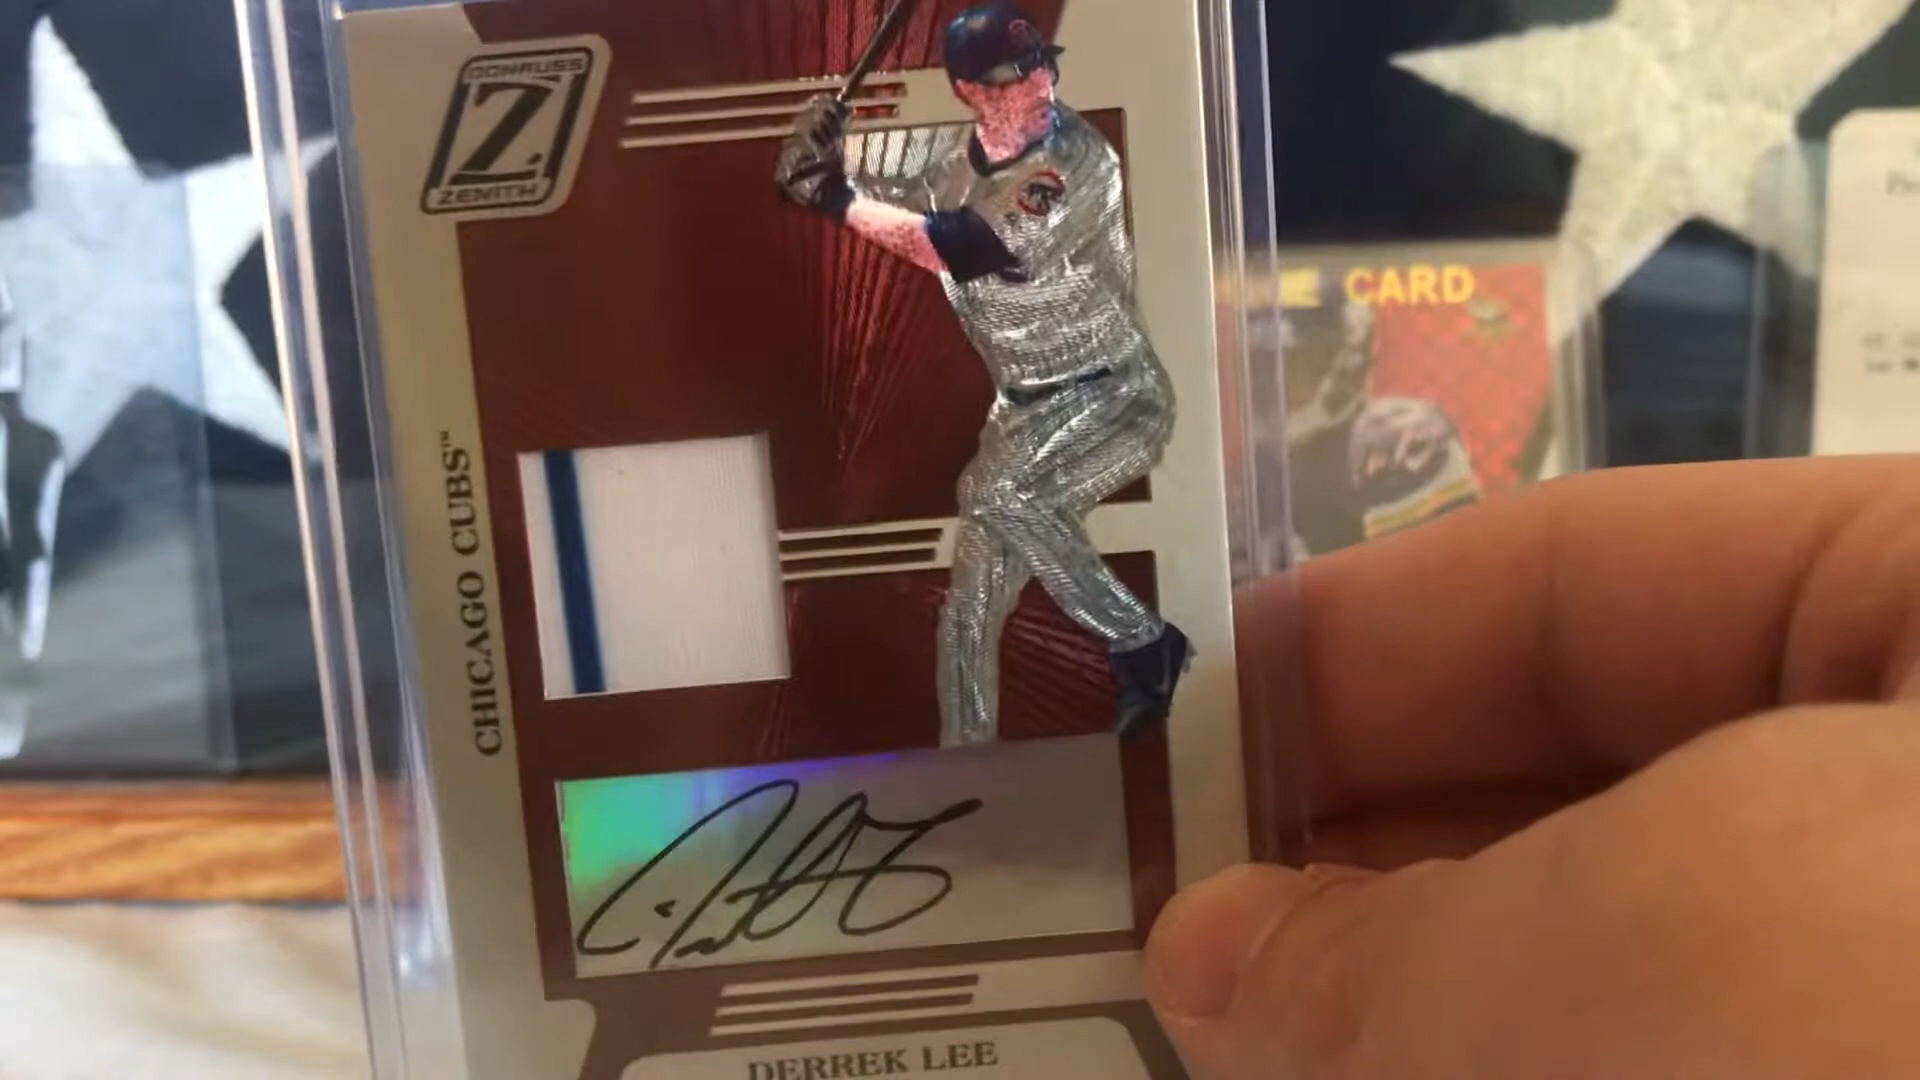 DONRUSS
Z
ZENITH
CHICAGO CUBS™
CARD
DERREK LEE